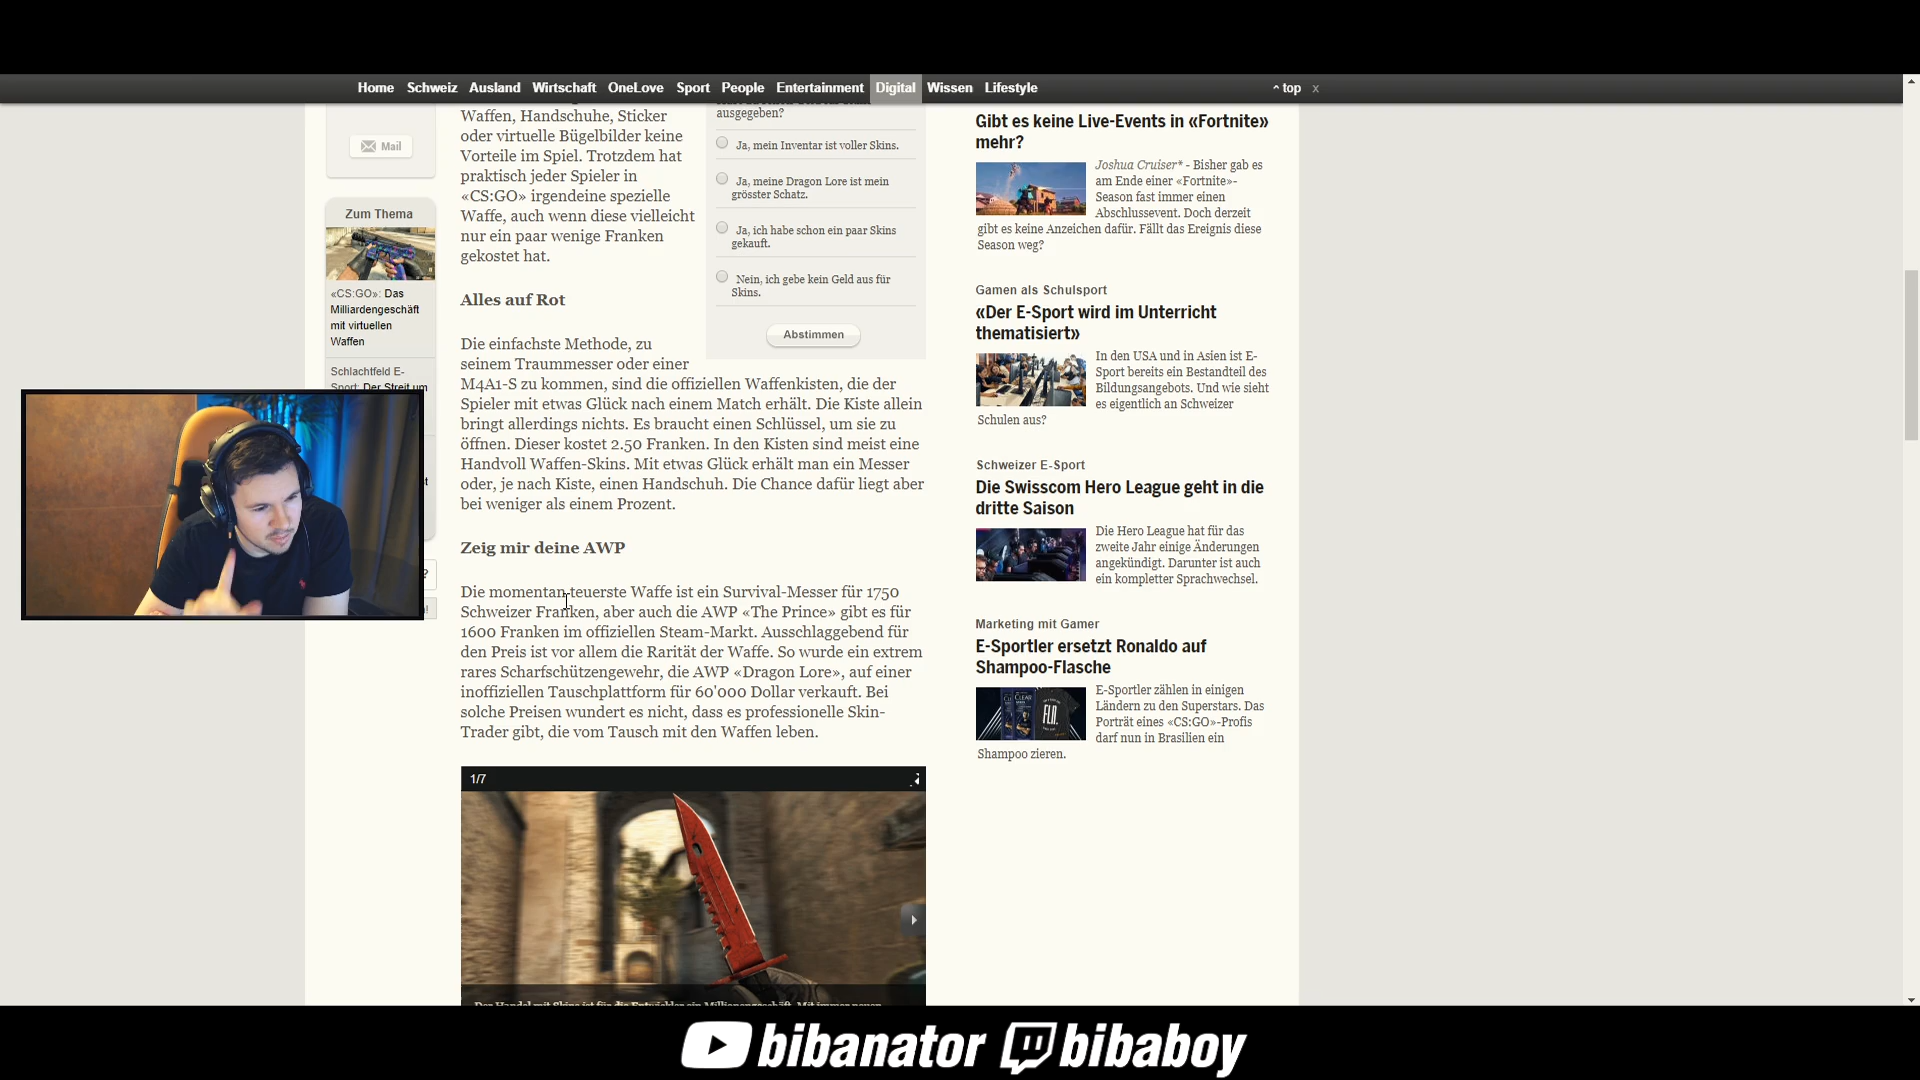 Home Schweiz Ausland Wirtschaft OneLove Sport People Entertainment Digital Wissen Lifestyle
^ top x
Mail
Zum Thema
«CS:GO»: Das
Milliardengeschäft
mit virtuellen
Waffen
Schlachtfeld E-
Sport: Der Streit um
Waffen, Handschuhe, Sticker
oder virtuelle Bügelbilder keine
Vorteile im Spiel. Trotzdem hat
praktisch jeder Spieler in
«CS:GO» irgendeine spezielle
Waffe, auch wenn diese vielleicht
nur ein paar wenige Franken
gekostet hat.
ausgegeben?
Ja, mein Inventar ist voller Skins.
Ja, meine Dragon Lore ist mein
grösster Schatz.
Ja, ich habe schon ein paar Skins
gekauft.
Nein, ich gebe kein Geld aus für
Skins.
Abstimmen
Alles auf Rot
Die einfachste Methode, zu
seinem Traummesser oder einer
M4A1-S zu kommen, sind die offiziellen Waffenkisten, die der
Spieler mit etwas Glück nach einem Match erhält. Die Kiste allein
bringt allerdings nichts. Es braucht einen Schlüssel, um sie zu
öffnen. Dieser kostet 2.50 Franken. In den Kisten sind meist eine
Handvoll Waffen-Skins. Mit etwas Glück erhält man ein Messer
oder, je nach Kiste, einen Handschuh. Die Chance dafür liegt aber
bei weniger als einem Prozent.
Zeig mir deine AWP
Die momentan teuerste Waffe ist ein Survival-Messer für 1750
Schweizer Franken, aber auch die AWP «The Prince» gibt es für
1600 Franken im offiziellen Steam-Markt. Ausschlaggebend für
den Preis ist vor allem die Rarität der Waffe. So wurde ein extrem
rares Scharfschützengewehr, die AWP «Dragon Lore», auf einer
inoffiziellen Tauschplattform für 60'000 Dollar verkauft. Bei
solche Preisen wundert es nicht, dass es professionelle Skin-
Trader gibt, die vom Tausch mit den Waffen leben.
1/7
Der Handel mit Skins ist für die Entwickler ein Millionengeschäft. Mit immer neuen
Gibt es keine Live-Events in «Fortnite»
mehr?
Joshua Cruiser* - Bisher gab es
am Ende einer «Fortnite»-
Season fast immer einen
Abschlussevent. Doch derzeit
gibt es keine Anzeichen dafür. Fällt das Ereignis diese
Season weg?
Gamen als Schulsport
«Der E-Sport wird im Unterricht
thematisiert»
In den USA und in Asien ist E-
Sport bereits ein Bestandteil des
Bildungsangebots. Und wie sieht
es eigentlich an Schweizer
Schulen aus?
Schweizer E-Sport
Die Swisscom Hero League geht in die
dritte Saison
Die Hero League hat für das
zweite Jahr einige Änderungen
angekündigt. Darunter ist auch
ein kompletter Sprachwechsel.
Marketing mit Gamer
E-Sportler ersetzt Ronaldo auf
Shampoo-Flasche
CLEAR
FLN.
E-Sportler zählen in einigen
Ländern zu den Superstars. Das
Porträt eines «CS:GO»-Profis
darf nun in Brasilien ein
Shampoo zieren.
bibanator bibaboy